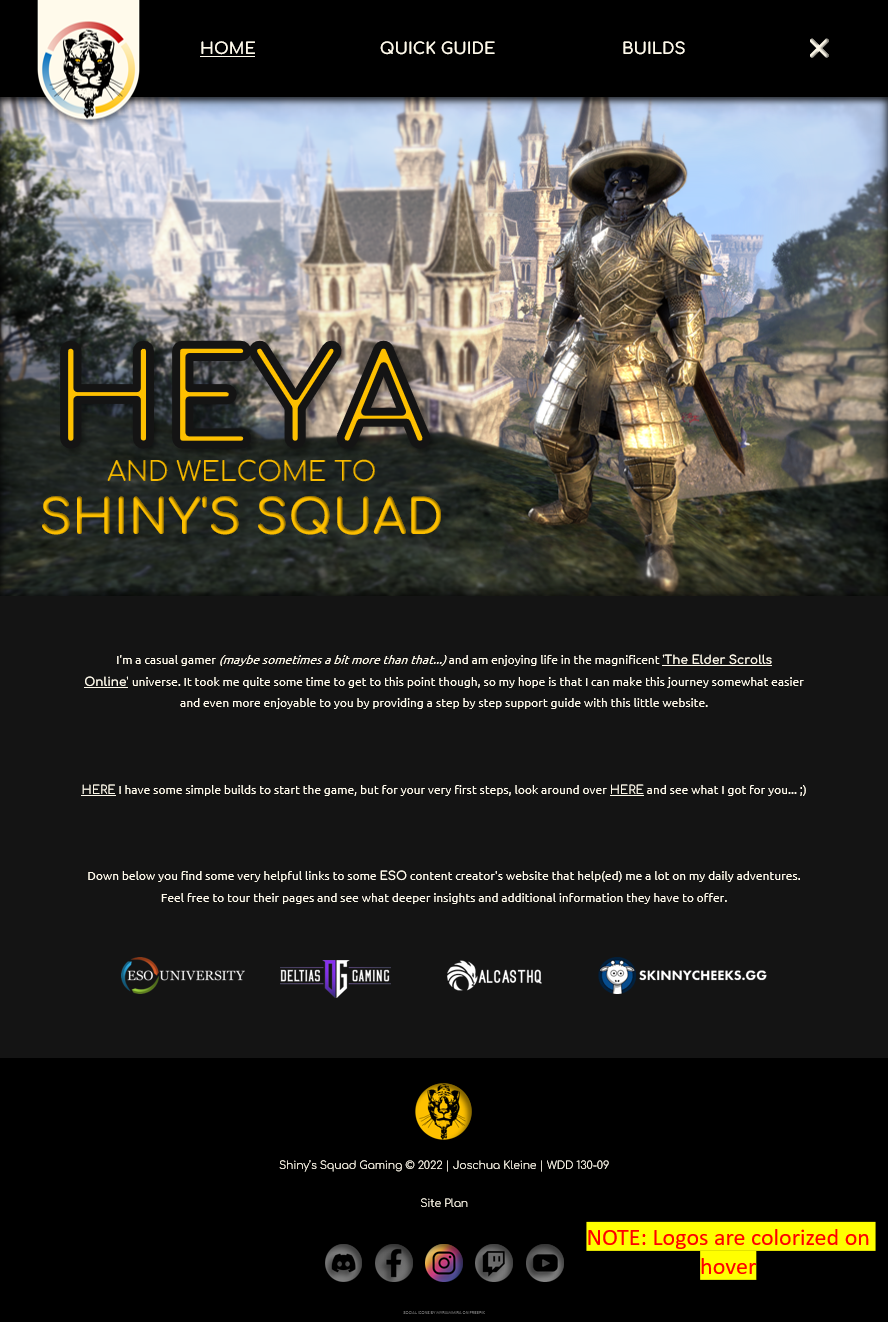 HOME QUICK GUIDE BUILDS
HEYA
AND WELCOME TO
SHINY'S SQUAD
I'm a casual gamer (maybe sometimes a bit more than that...) and am enjoying life in the magnificent 'The Elder Scrolls
Online' universe. It took me quite some time to get to this point though, so my hope is that I can make this journey somewhat easier
and even more enjoyable to you by providing a step by step support guide with this little website.
HERE I have some simple builds to start the game, but for your very first steps, look around over HERE and see what I got for you... ;)
Down below you find some very helpful links to some ESO content creator's website that help(ed) me a lot on my daily adventures.
Feel free to tour their pages and see what deeper insights and additional information they have to offer.
ESO UNIVERSITY DELTIAS DG GAMING ALCASTHQ SKINNYCHEEKS.GG
Shiny's Squad Gaming © 2022 | Joschua Kleine | WDD 130-09
Site Plan
NOTE: Logos are colorized on
hover
SOCIAL ICONS BY ON FREEPIK